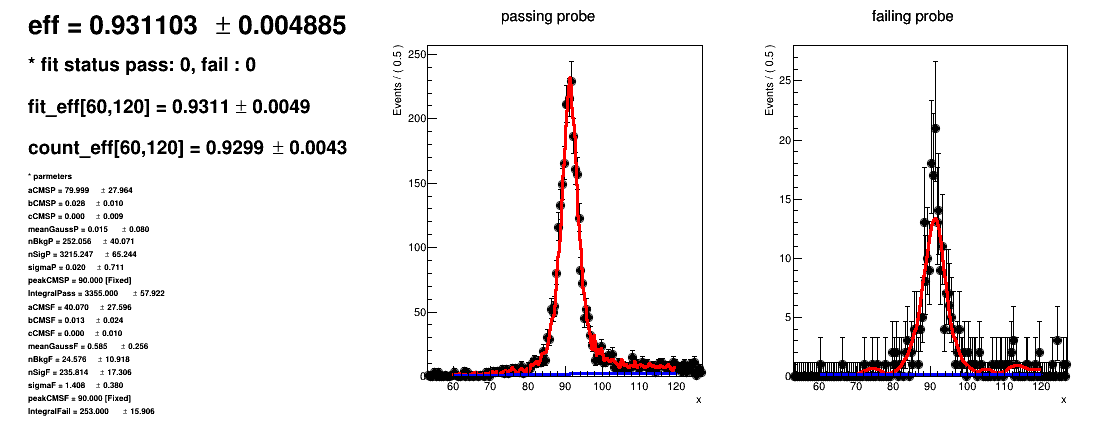 eff = 0.931103 ± 0.004885
* fit status pass: 0, fail : 0
fit_eff[60,120] = 0.9311 ± 0.0049
count_eff[60,120] = 0.9299 ± 0.0043
* parmeters
aCMSP = 79.999 ± 27.964
bCMSP = 0.028 ± 0.010
cCMSP = 0.000 ± 0.009
meanGaussP = 0.015 ± 0.080
nBkgP = 252.056 ± 40.071
nSigP = 3215.247 ± 65.244
sigmaP = 0.020 ± 0.711
peakCMSP = 90.000 [Fixed]
IntegralPass = 3355.000 ± 57.922
aCMSF = 40.070 ± 27.596
bCMSF = 0.013 ± 0.024
cCMSF = 0.000 ± 0.010
meanGaussF = 0.585 ± 0.256
nBkgF = 24.576 ± 10.918
nSigF = 235.814 ± 17.306
sigmaF = 1.408 ± 0.380
peakCMSF = 90.000 [Fixed]
IntegralFail = 253.000 ± 15.906
passing probe
Events / ( 0.5 )
250
200
150
100
50
0
60 70 80 90 100 110 120
x
failing probe
Events / ( 0.5 )
25
20
15
10
5
0
60 70 80 90 100 110 120
x